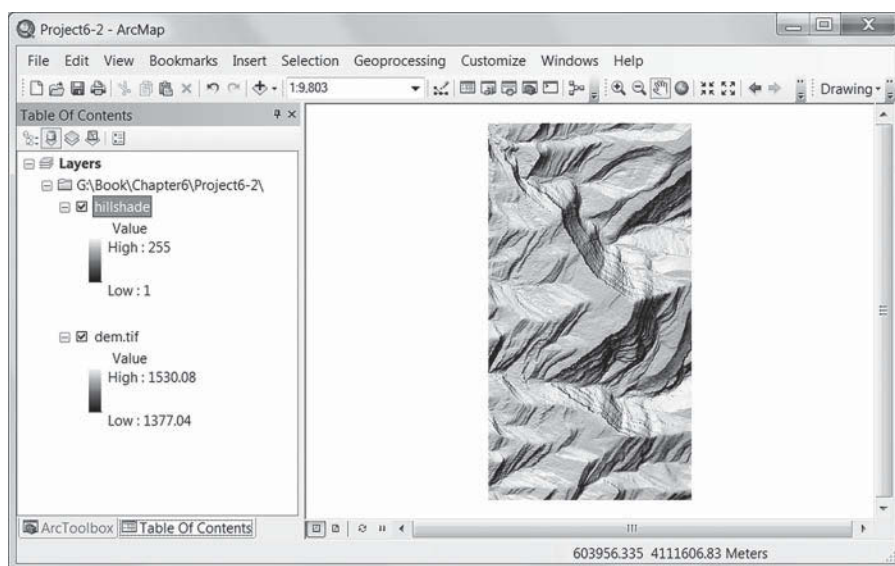 Project6-2 - ArcMap
File Edit View Bookmarks Insert Selection Geoprocessing Customize Windows Help
1:9,803
Drawing
Table Of Contents
Layers
G:\Book\Chapter6\Project6-2\
hillshade
Value
High : 255
Low : 1
dem.tif
Value
High : 1530.08
Low : 1377.04
ArcToolbox Table Of Contents
603956.335 4111606.83 Meters